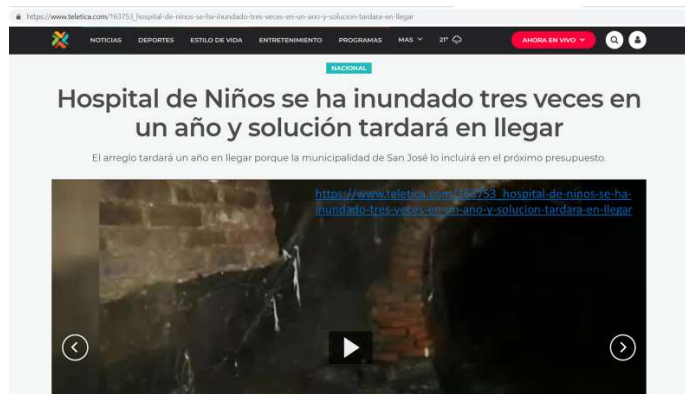 https://www.teletica.com/163753_hospital-de-ninos-se-ha-inundado-tres-veces-en-un-ano-y-solucion-tardara-en-llegar
NOTICIAS DEPORTES ESTILO DE VIDA ENTRETENIMIENTO PROGRAMAS MAS 21° AHORA EN VIVO
NACIONAL
Hospital de Niños se ha inundado tres veces en
un año y solución tardará en llegar
El arreglo tardará un año en llegar porque la municipalidad de San José lo incluirá en el próximo presupuesto.
https://www.teletica.com/163753_hospital-de-ninos-se-ha-
inundado-tres-veces-en-un-ano-y-solucion-tardara-en-llegar